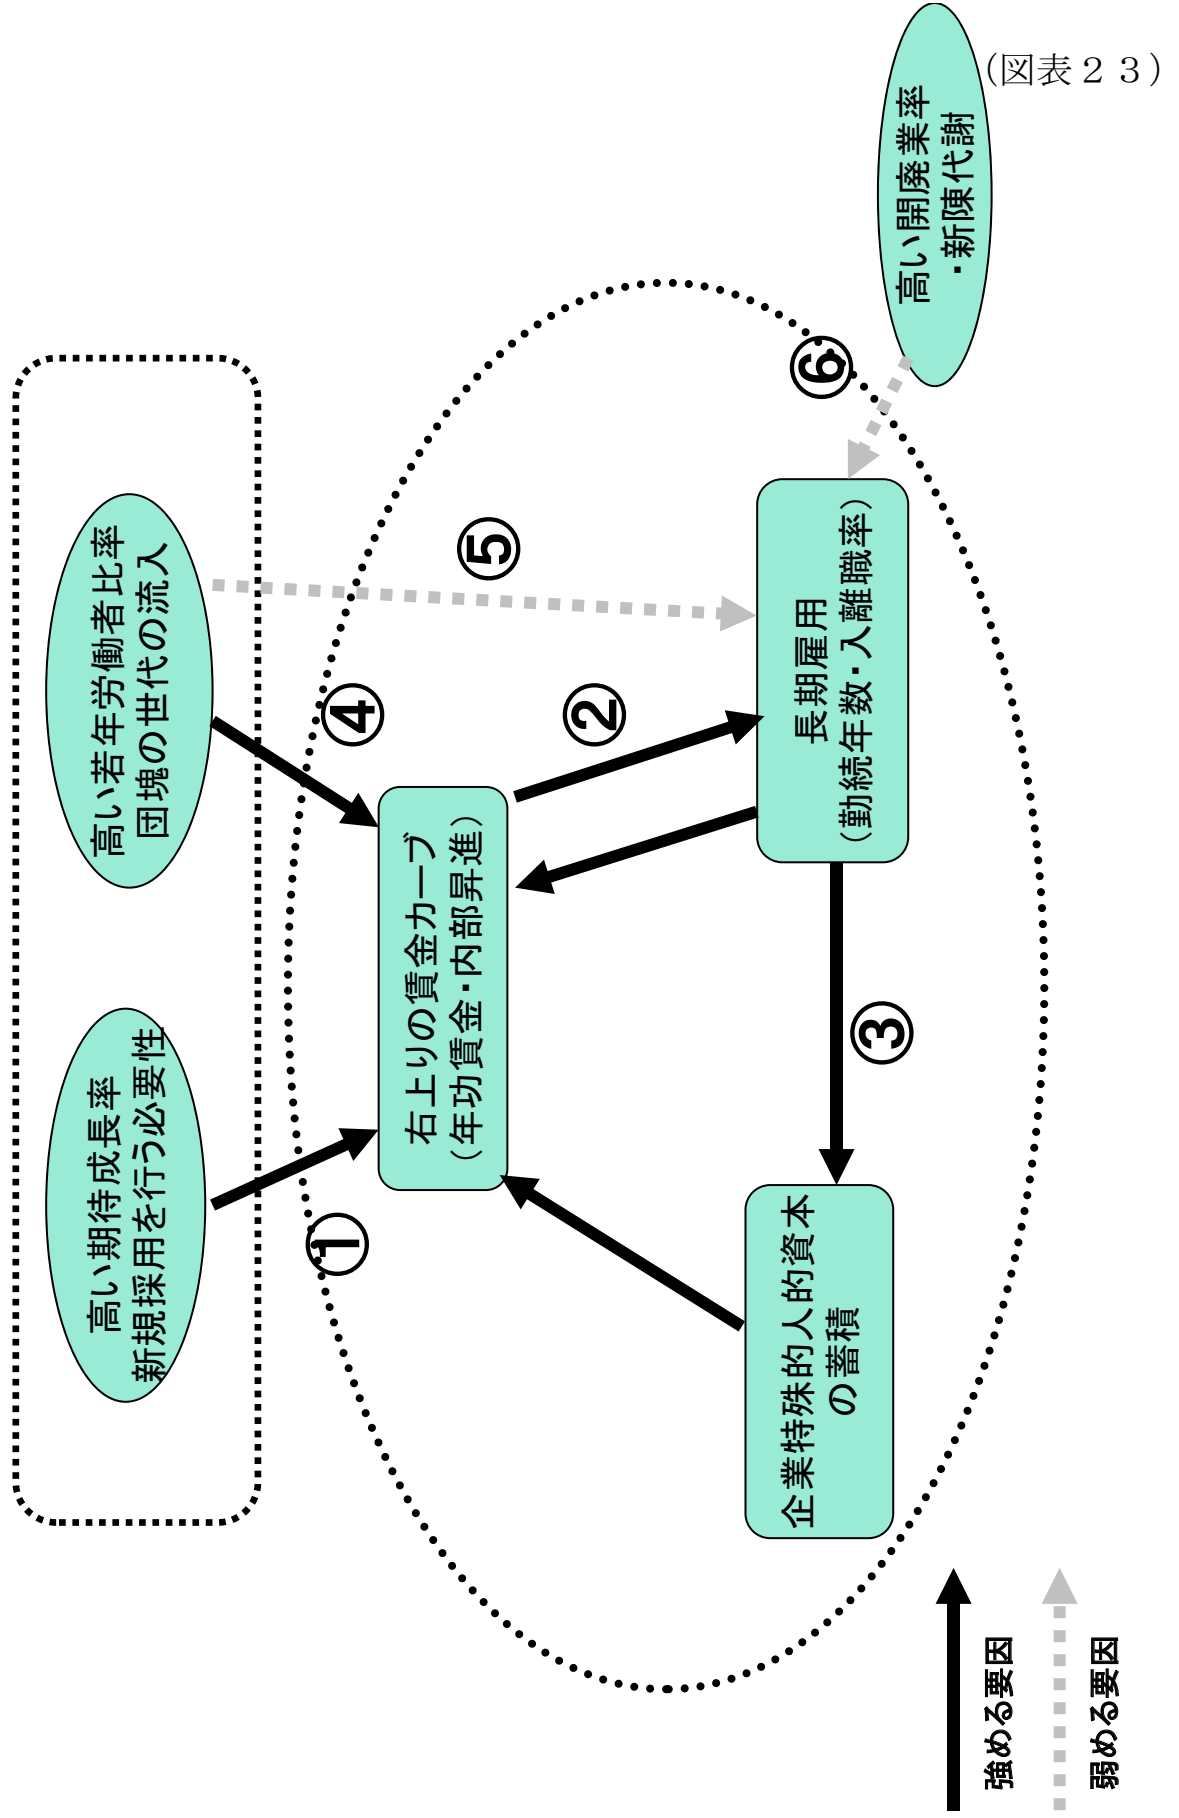 （図表２３）
高い期待成長率
新規採用を行う必要性
高い若年労働者比率
団塊の世代の流入
①
④
⑤
右上りの賃金カーブ
（年功賃金・内部昇進）
②
企業特殊的人的資本
の蓄積
③
長期雇用
（勤続年数・入離職率）
⑥
高い開廃業率
・新陳代謝
強める要因
弱める要因